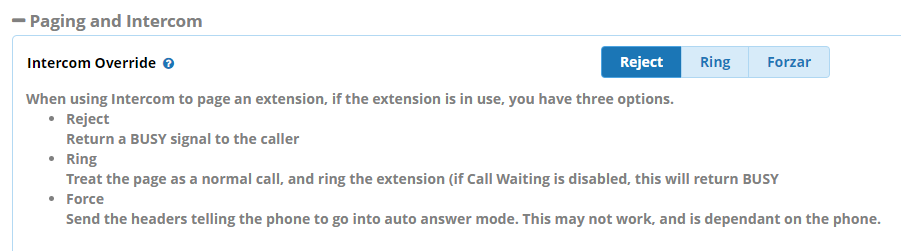 Paging and Intercom
Intercom Override
Reject Ring Forzar
When using Intercom to page an extension, if the extension is in use, you have three options.
Reject
Return a BUSY signal to the caller
Ring
Treat the page as a normal call, and ring the extension (if Call Waiting is disabled, this will return BUSY
Force
Send the headers telling the phone to go into auto answer mode. This may not work, and is dependant on the phone.